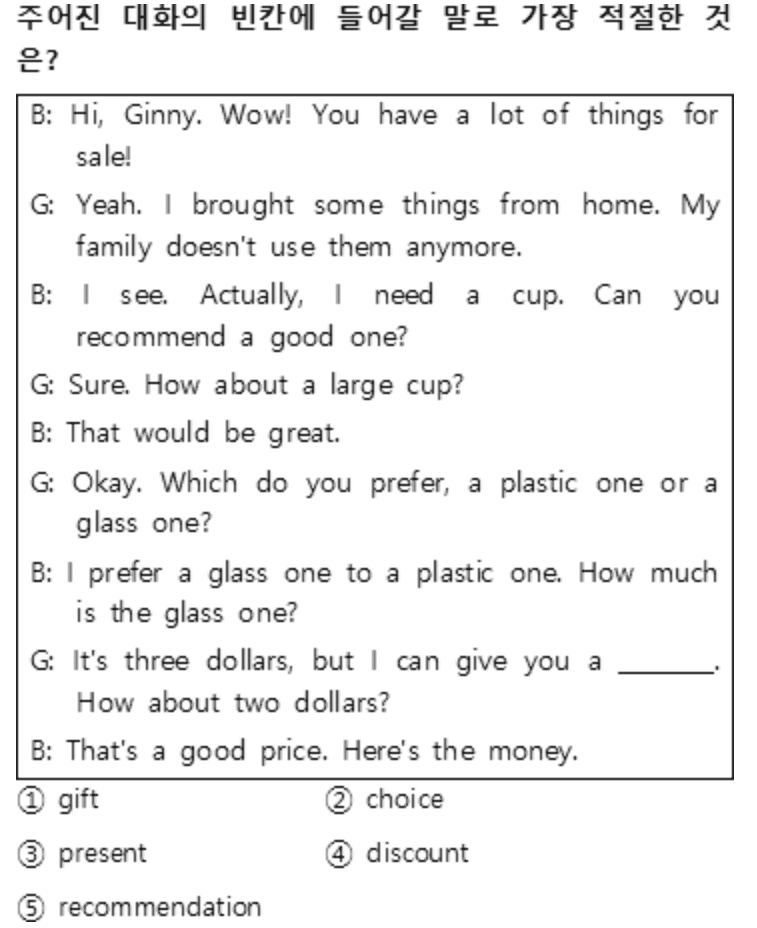 주어진 대화의 빈칸에 들어갈 말로 가장 적절한 것
은?
B: Hi, Ginny. Wow! You have a lot of things for
sale!
G: Yeah. I brought some things from home. My
family doesn't use them anymore.
B: I see. Actually, I need a cup. Can you
recommend a good one?
G: Sure. How about a large cup?
B: That would be great.
G: Okay. Which do you prefer, a plastic one or a
glass one?
B: I prefer a glass one to a plastic one. How much
is the glass one?
G: It's three dollars, but I can give you a _______.
How about two dollars?
B: That's a good price. Here's the money.
① gift ② choice
③ present ④ discount
⑤ recommendation